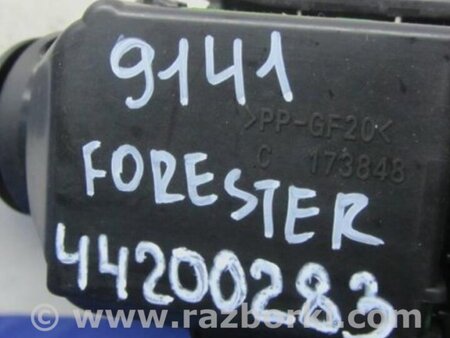 9141
>PP-GF20<
C 173848
FORESTER
44200283
www.razborki.com